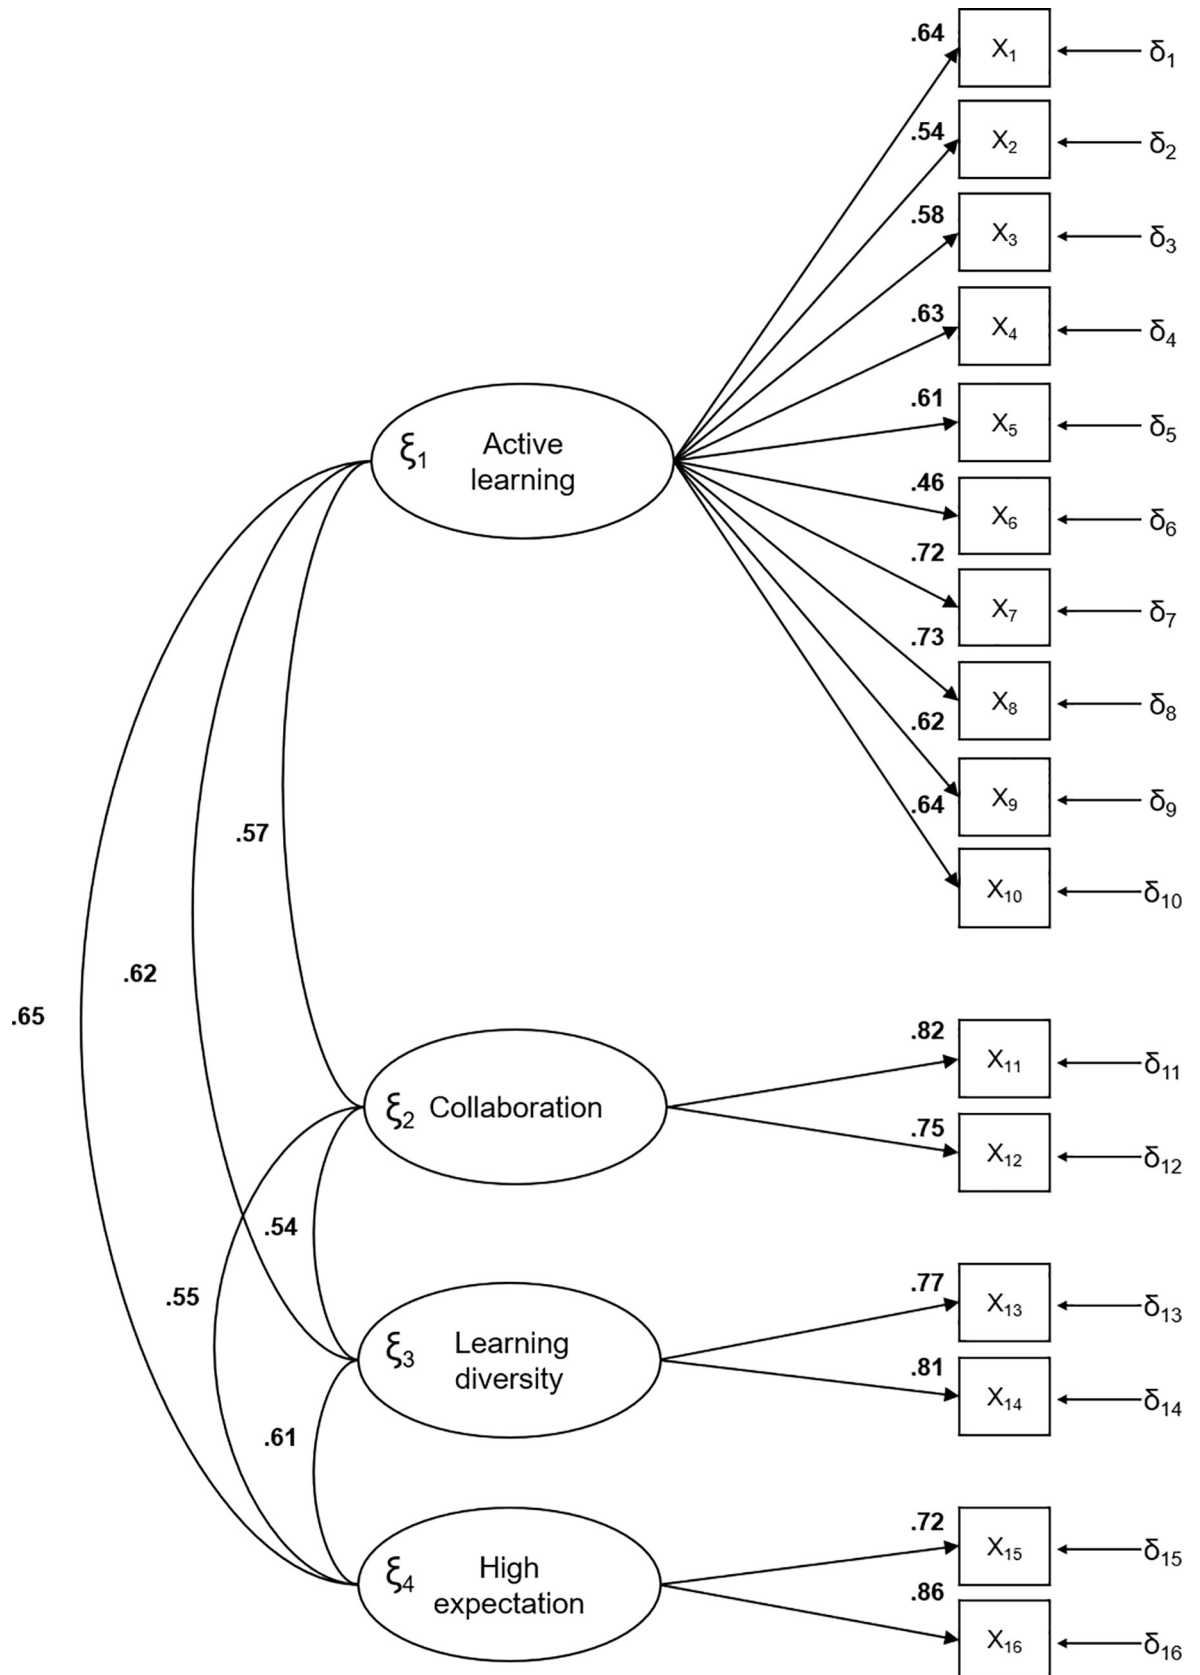 .64 X₁ δ₁
.54 X₂ δ₂
.58 X₃ δ₃
.63 X₄ δ₄
.61 X₅ δ₅
ξ₁ Active
learning
.46 X₆ δ₆
.72 X₇ δ₇
.73 X₈ δ₈
.62 X₉ δ₉
.64 X₁₀ δ₁₀
.57
.62
.65
.82 X₁₁ δ₁₁
ξ₂ Collaboration
.75 X₁₂ δ₁₂
.54
.55
.77 X₁₃ δ₁₃
ξ₃ Learning
diversity
.81 X₁₄ δ₁₄
.61
.72 X₁₅ δ₁₅
ξ₄ High
expectation
.86 X₁₆ δ₁₆